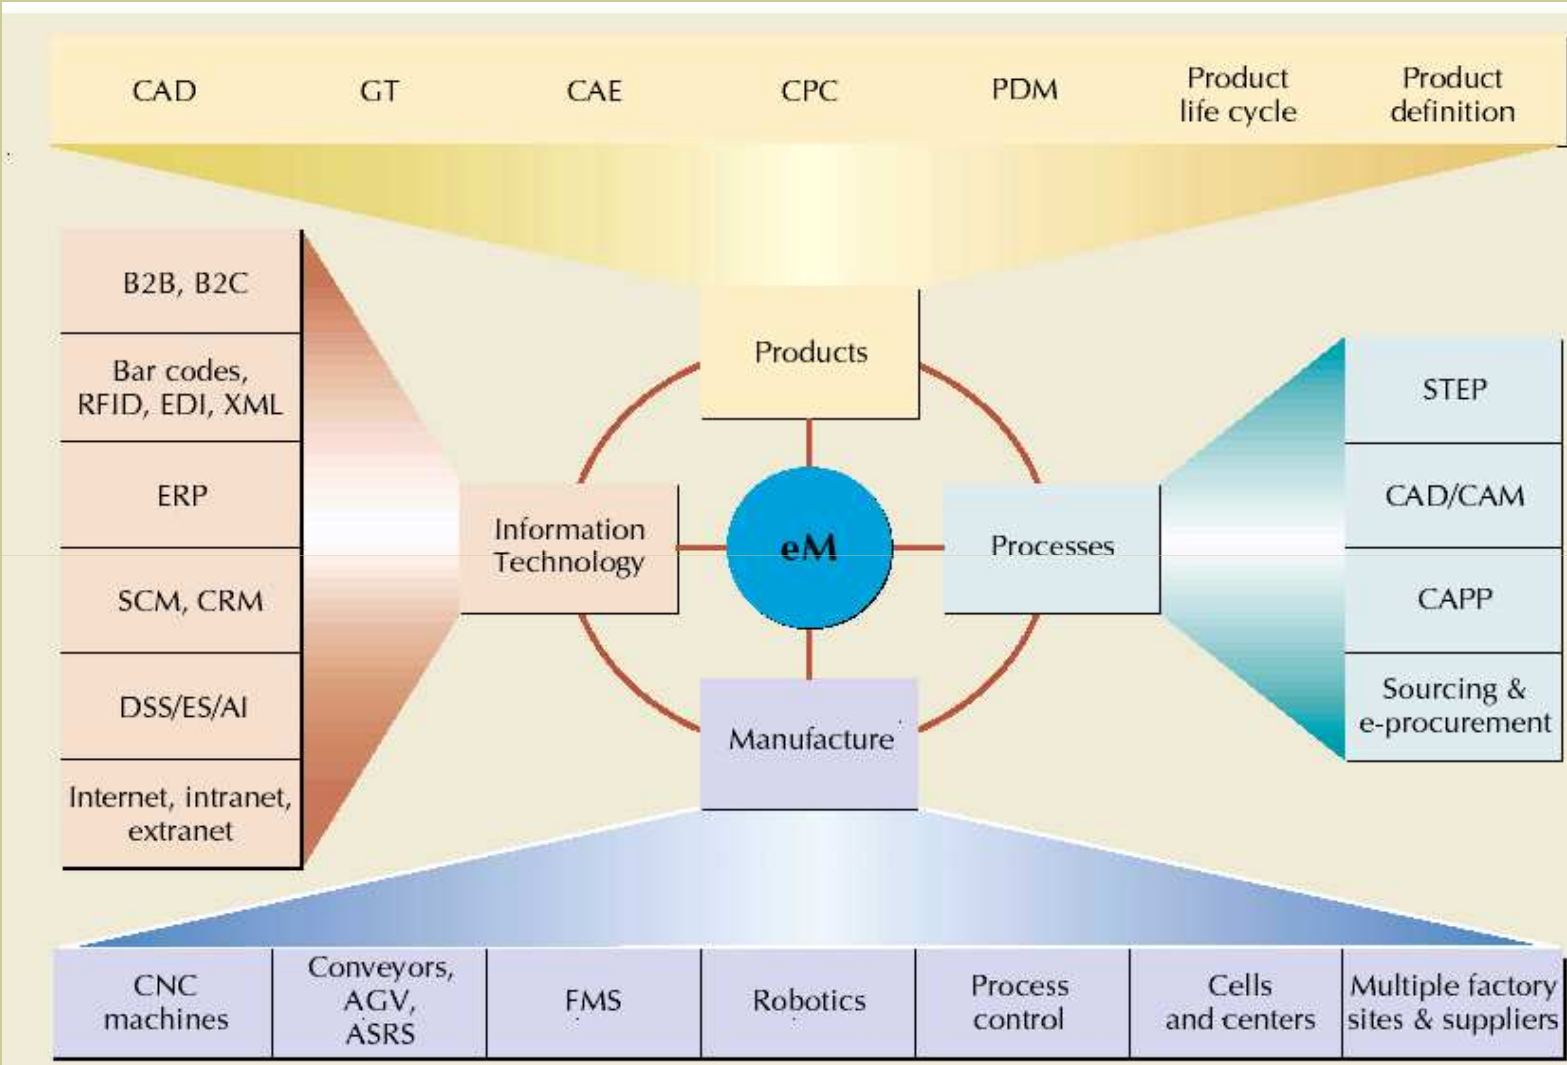 CAD
GT
CAE
CPC
PDM
Product
life cycle
Product
definition
B2B, B2C
Bar codes,
RFID, EDI, XML
ERP
SCM, CRM
DSS/ES/AI
Internet, intranet,
extranet
Products
Information
Technology
eM
Processes
Manufacture
STEP
CAD/CAM
CAPP
Sourcing &
e-procurement
CNC
machines
Conveyors,
AGV,
ASRS
FMS
Robotics
Process
control
Cells
and centers
Multiple factory
sites & suppliers